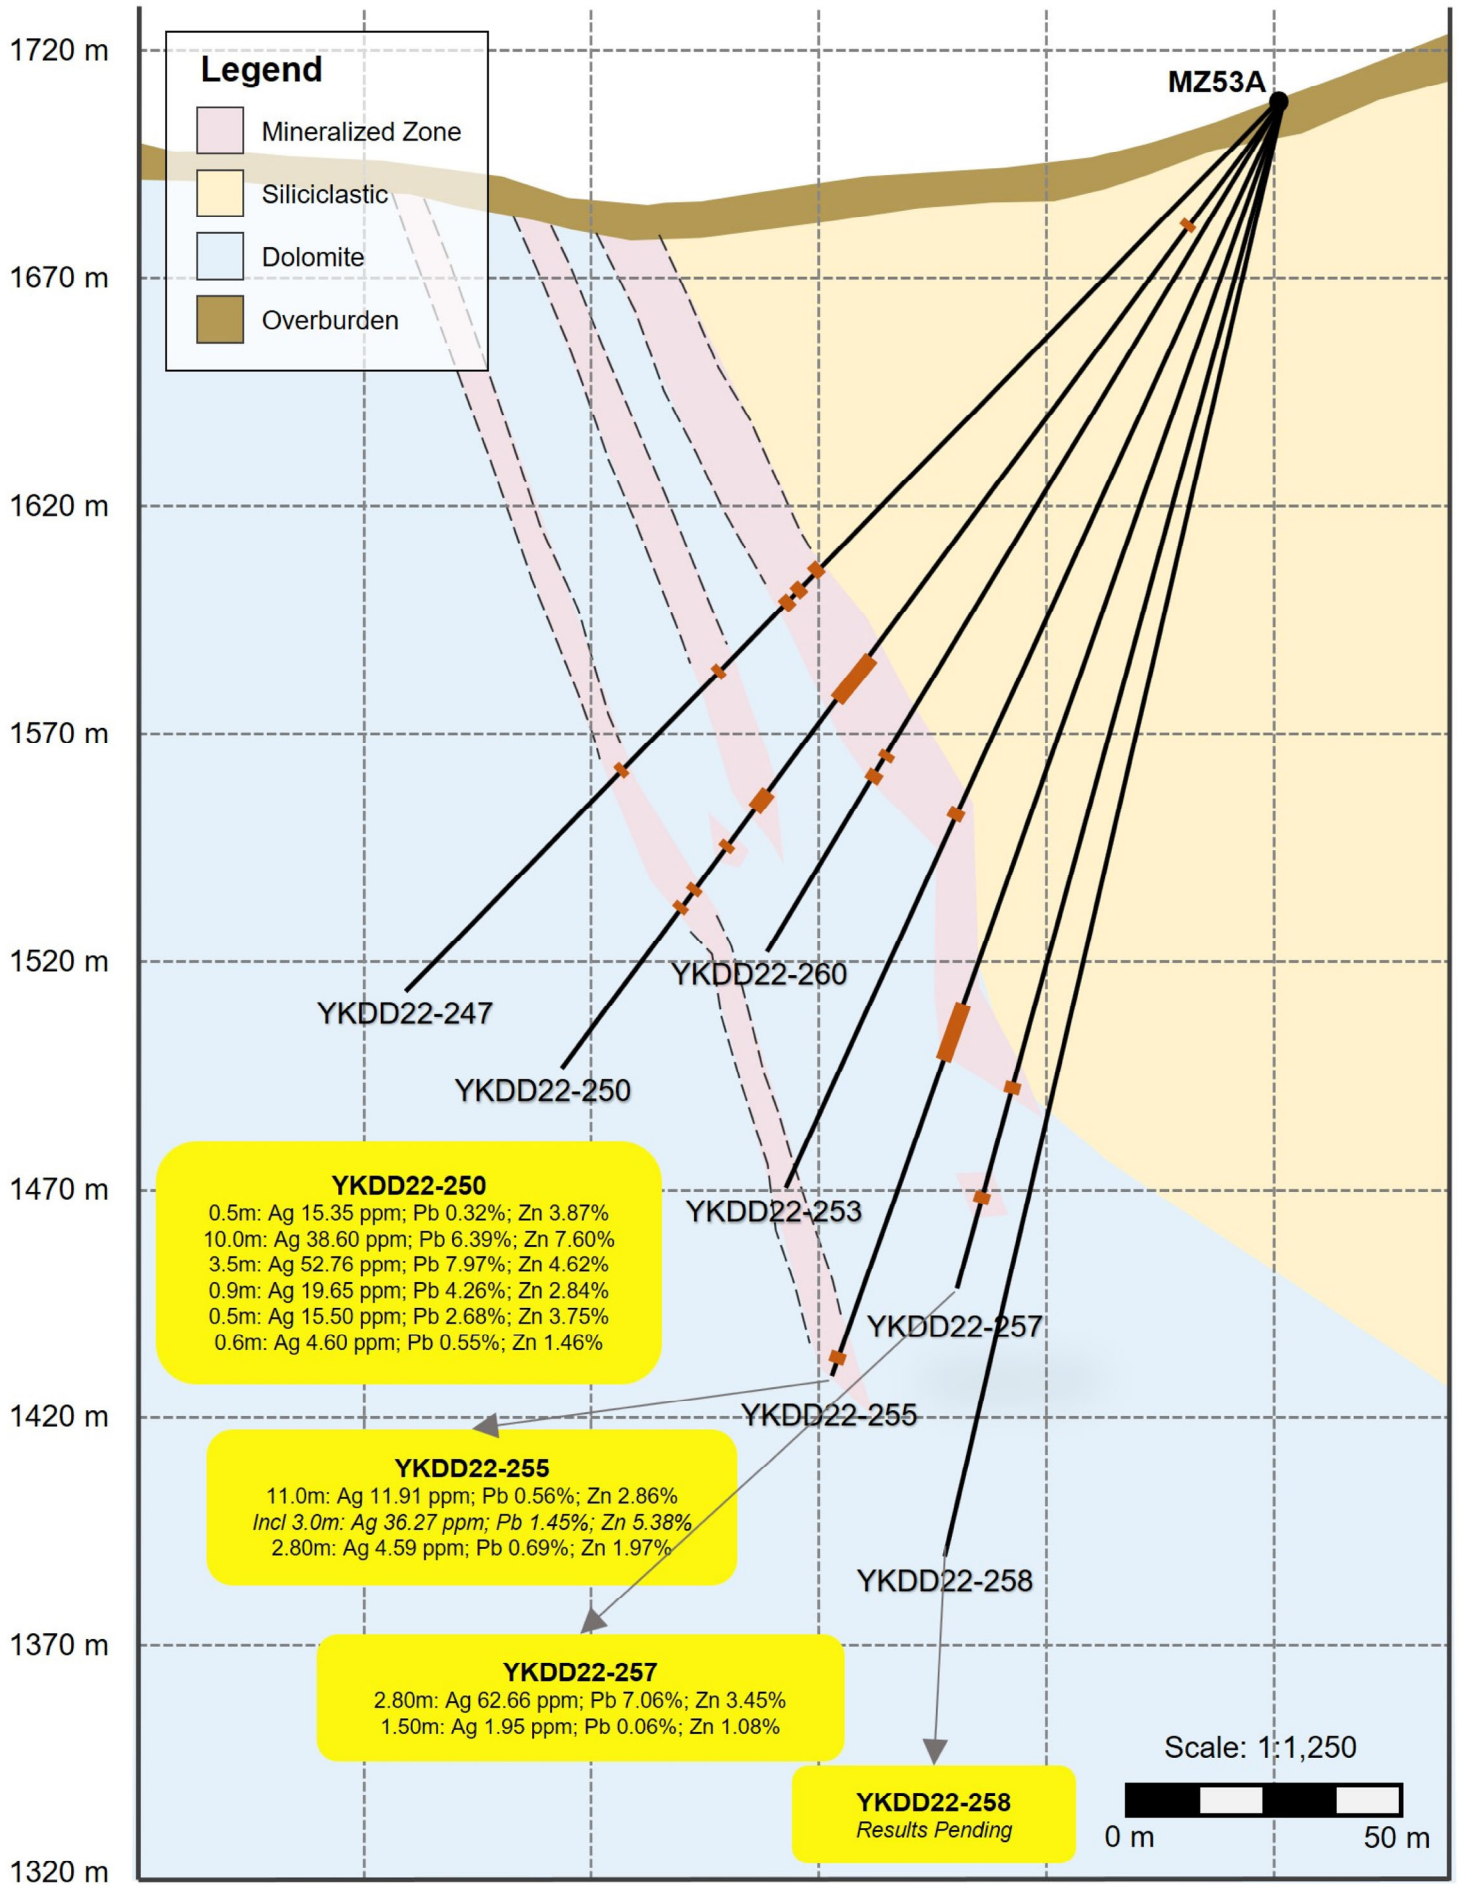 1720 m
MZ53A
Legend
Mineralized Zone
Siliciclastic
Dolomite
Overburden
1670 m
1620 m
1570 m
1520 m
YKDD22-260
YKDD22-247
YKDD22-250
1470 m
YKDD22-253
YKDD22-250
0.5m: Ag 15.35 ppm; Pb 0.32%; Zn 3.87%
10.0m: Ag 38.60 ppm; Pb 6.39%; Zn 7.60%
3.5m: Ag 52.76 ppm; Pb 7.97%; Zn 4.62%
0.9m: Ag 19.65 ppm; Pb 4.26%; Zn 2.84%
0.5m: Ag 15.50 ppm; Pb 2.68%; Zn 3.75%
0.6m: Ag 4.60 ppm; Pb 0.55%; Zn 1.46%
YKDD22-257
1420 m
YKDD22-255
YKDD22-255
11.0m: Ag 11.91 ppm; Pb 0.56%; Zn 2.86%
Incl 3.0m: Ag 36.27 ppm; Pb 1.45%; Zn 5.38%
2.80m: Ag 4.59 ppm; Pb 0.69%; Zn 1.97%
YKDD22-258
1370 m
YKDD22-257
2.80m: Ag 62.66 ppm; Pb 7.06%; Zn 3.45%
1.50m: Ag 1.95 ppm; Pb 0.06%; Zn 1.08%
YKDD22-258
Results Pending
Scale: 1:1,250
0 m 50 m
1320 m